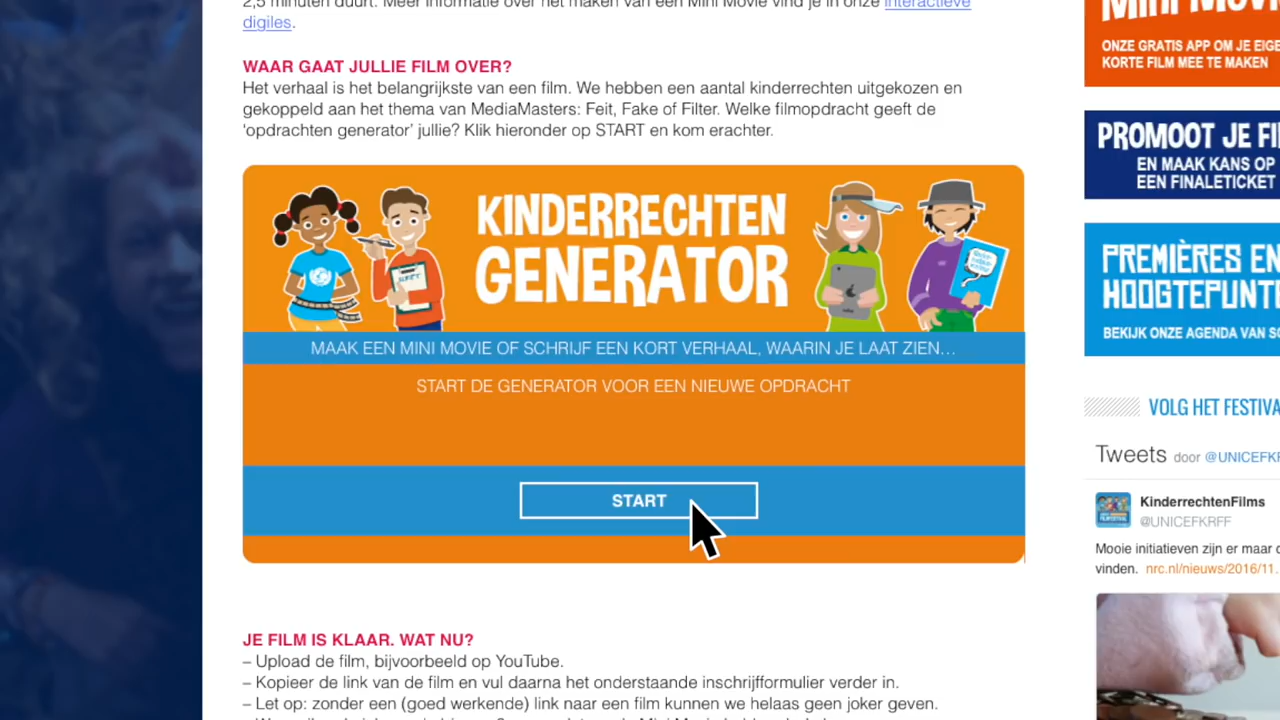 2,5 minuten duurt. Meer informatie over het maken van een Mini Movie vind je in onze interactieve
digiles.
WAAR GAAT JULLIE FILM OVER?
Het verhaal is het belangrijkste van een film. We hebben een aantal kinderrechten uitgekozen en
gekoppeld aan het thema van MediaMasters: Feit, Fake of Filter. Welke filmopdracht geeft de
'opdrachten generator' jullie? Klik hieronder op START en kom erachter.
KINDERRECHTEN
GENERATOR
MAAK EEN MINI MOVIE OF SCHRIJF EEN KORT VERHAAL, WAARIN JE LAAT ZIEN...
START DE GENERATOR VOOR EEN NIEUWE OPDRACHT
START
JE FILM IS KLAAR. WAT NU?
– Upload de film, bijvoorbeeld op YouTube.
– Kopieer de link van de film en vul daarna het onderstaande inschrijfformulier verder in.
– Let op: zonder een (goed werkende) link naar een film kunnen we helaas geen joker geven.
ONZE GRATIS APP OM JE EIGE
KORTE FILM MEE TE MAKEN
PROMOOT JE FI
EN MAAK KANS OP
EEN FINALETICKET
PREMIÈRES EN
HOOGTEPUNTE
BEKIJK ONZE AGENDA VAN SC
VOLG HET FESTIVA
Tweets door @UNICEFKF
KinderrechtenFilms
@UNICEFKRFF
Mooie initiatieven zijn er maar
vinden. nrc.nl/nieuws/2016/11.